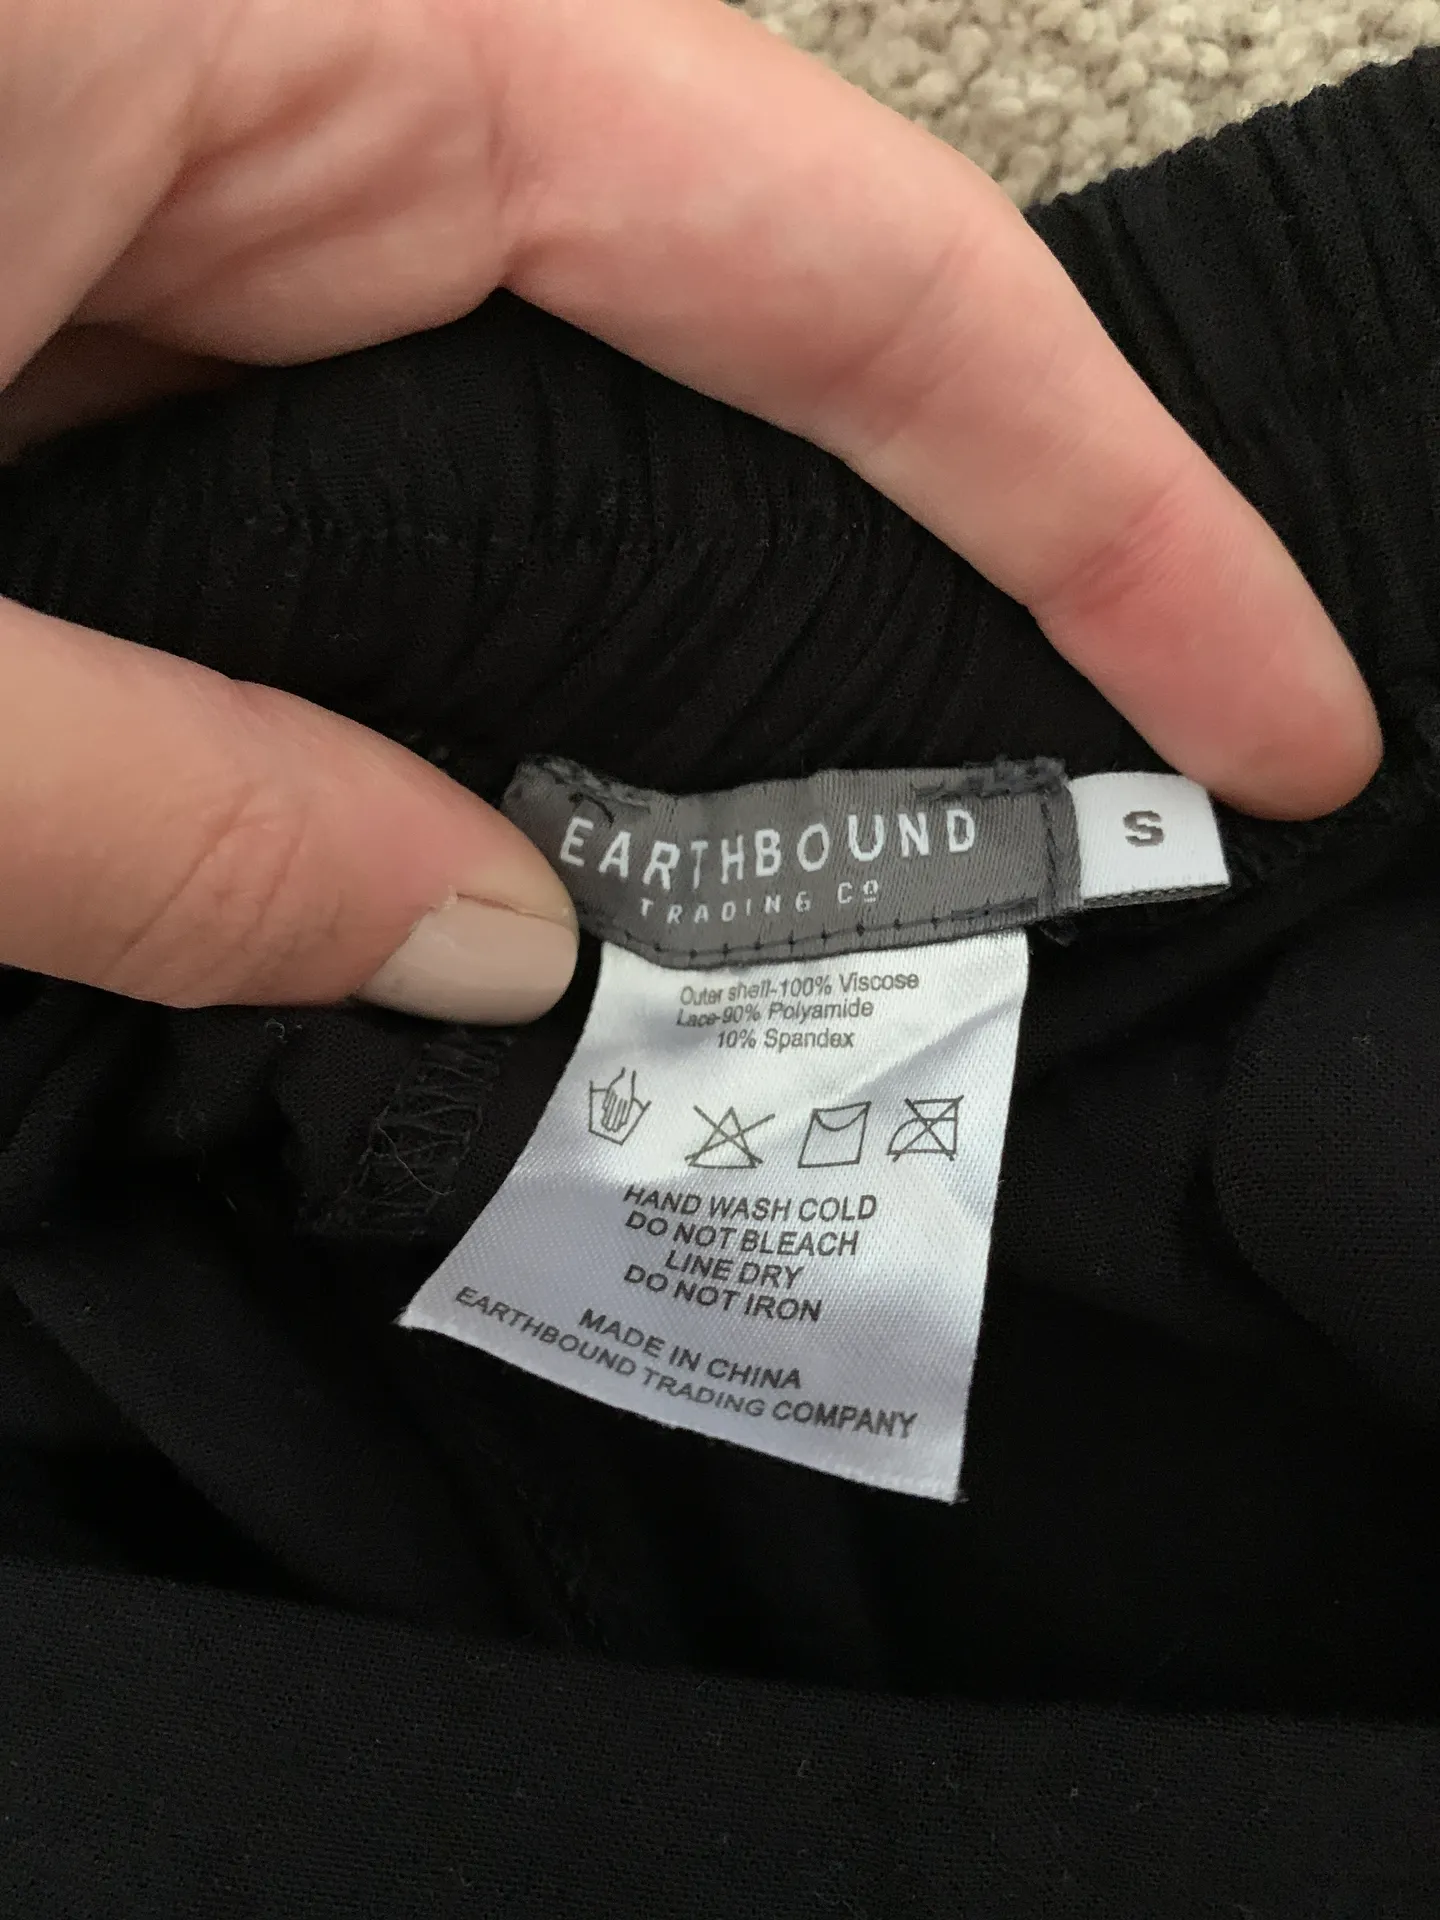 EARTHBOUND
TRADING Cº
S
Outer shell-100% Viscose
Lace-90% Polyamide
10% Spandex
HAND WASH COLD
DO NOT BLEACH
LINE DRY
DO NOT IRON
MADE IN CHINA
EARTHBOUND TRADING COMPANY